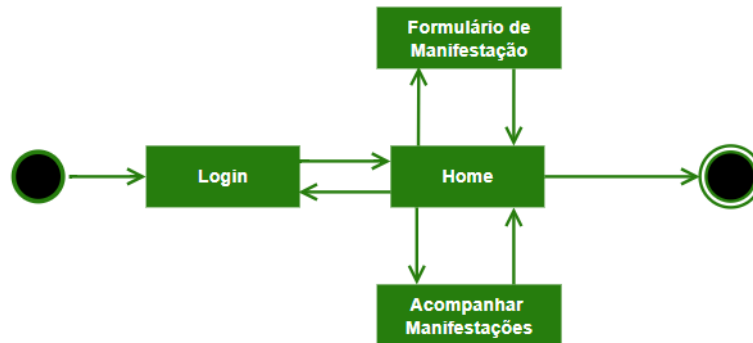 Formulário de
Manifestação
Login
Home
Acompanhar
Manifestações